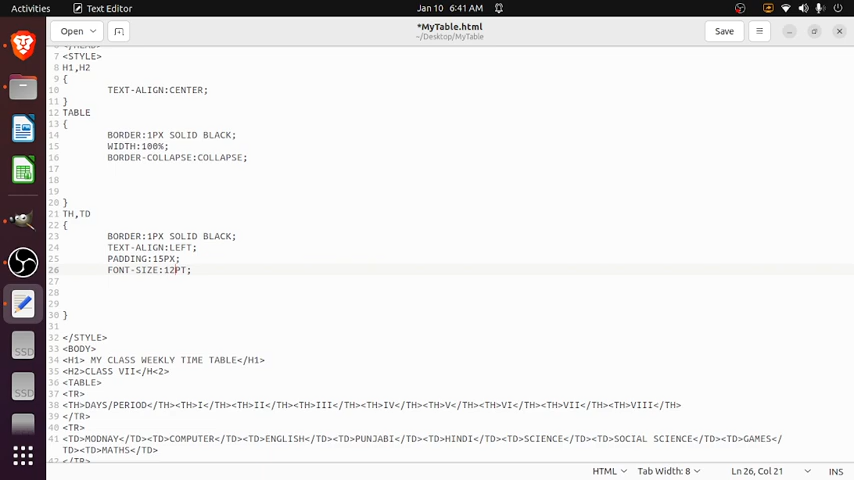 Activities Text Editor Jan 10 6:41 AM
Open *MyTable.html Save
~/Desktop/MyTable
6 </HEAD>
7 <STYLE>
8 H1,H2
9 {
10 TEXT-ALIGN:CENTER;
11 }
12 TABLE
13 {
14 BORDER:1PX SOLID BLACK;
15 WIDTH:100%;
16 BORDER-COLLAPSE:COLLAPSE;
17
18
19
20 }
21 TH,TD
22 {
23 BORDER:1PX SOLID BLACK;
24 TEXT-ALIGN:LEFT;
25 PADDING:15PX;
26 FONT-SIZE:12PT;
27
28
29
30 }
31
32 </STYLE>
33 <BODY>
34 <H1> MY CLASS WEEKLY TIME TABLE</H1>
35 <H2>CLASS VII</H<2>
36 <TABLE>
37 <TR>
38 <TH>DAYS/PERIOD</TH><TH>I</TH><TH>II</TH><TH>III</TH><TH>IV</TH><TH>V</TH><TH>VI</TH><TH>VII</TH><TH>VIII</TH>
39 </TR>
40 <TR>
41 <TD>MODNAY</TD><TD>COMPUTER</TD><TD>ENGLISH</TD><TD>PUNJABI</TD><TD>HINDI</TD><TD>SCIENCE</TD><TD>SOCIAL SCIENCE</TD><TD>GAMES</
TD><TD>MATHS</TD>
42 </TR>
SSD
SSD
HTML Tab Width: 8 Ln 26, Col 21 INS